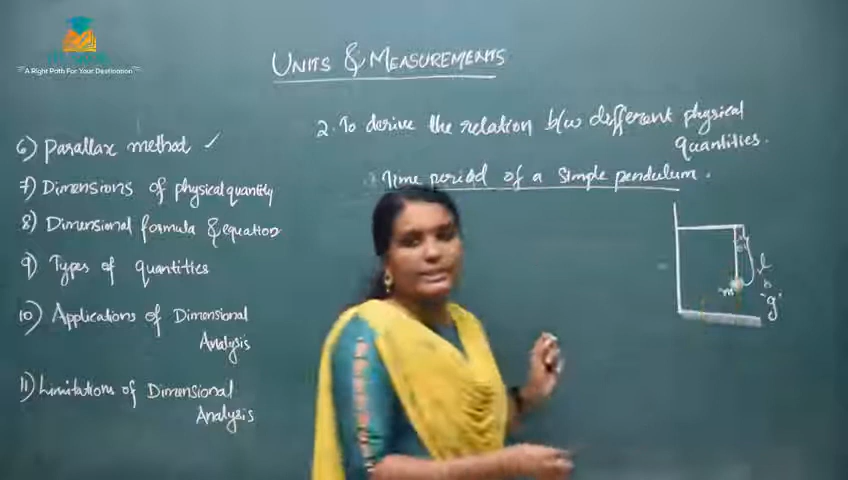 A Right Path For Your Destination
UNITS & MEASUREMENTS
6) Parallax method ✓
7) Dimensions of physical quantity
8) Dimensional formula & equation
9) Types of quantities
10) Applications of Dimensional
Analysis
11) Limitations of Dimensional
Analysis
2. To derive the relation b/w different physical
quantities.
Time period of a simple pendulum.
l
m
"g"